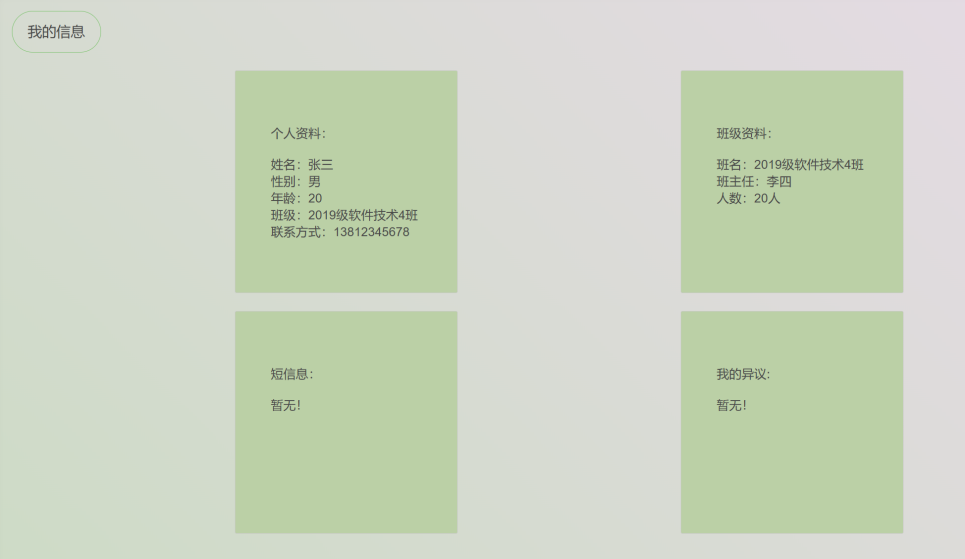 我的信息
个人资料：
姓名：张三
性别：男
年龄：20
班级：2019级软件技术4班
联系方式：13812345678
班级资料：
班名：2019级软件技术4班
班主任：李四
人数：20人
短信息：
暂无！
我的异议：
暂无！